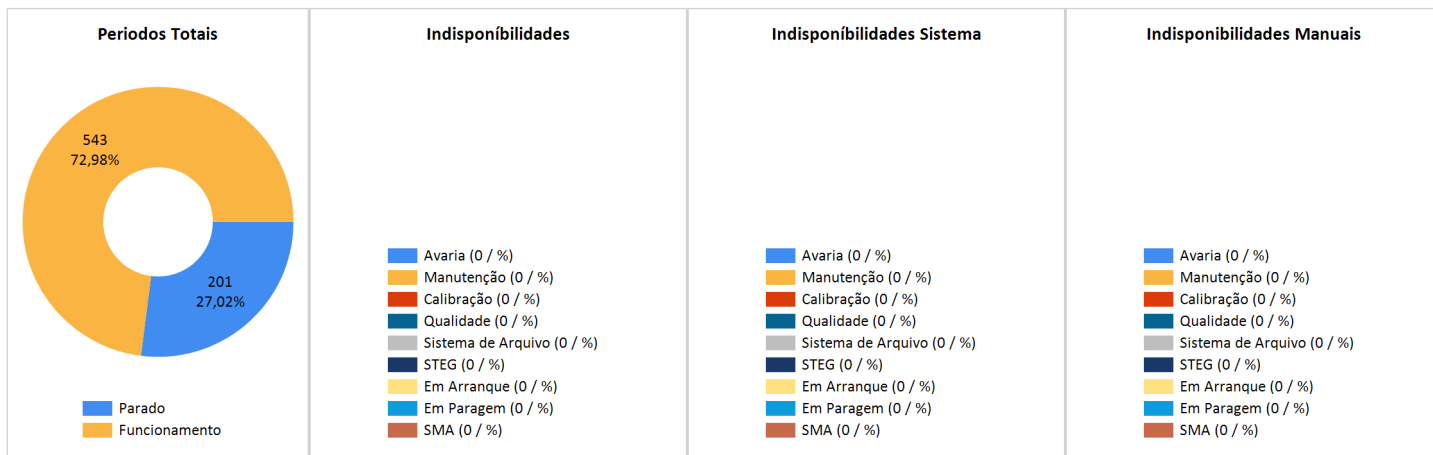 Periodos Totais
543
72,98%
201
27,02%
Parado
Funcionamento
Indisponíbilidades
Avaria (0 / %)
Manutenção (0 / %)
Calibração (0 / %)
Qualidade (0 / %)
Sistema de Arquivo (0 / %)
STEG (0 / %)
Em Arranque (0 / %)
Em Paragem (0 / %)
SMA (0 / %)
Indisponíbilidades Sistema
Avaria (0 / %)
Manutenção (0 / %)
Calibração (0 / %)
Qualidade (0 / %)
Sistema de Arquivo (0 / %)
STEG (0 / %)
Em Arranque (0 / %)
Em Paragem (0 / %)
SMA (0 / %)
Indisponibilidades Manuais
Avaria (0 / %)
Manutenção (0 / %)
Calibração (0 / %)
Qualidade (0 / %)
Sistema de Arquivo (0 / %)
STEG (0 / %)
Em Arranque (0 / %)
Em Paragem (0 / %)
SMA (0 / %)